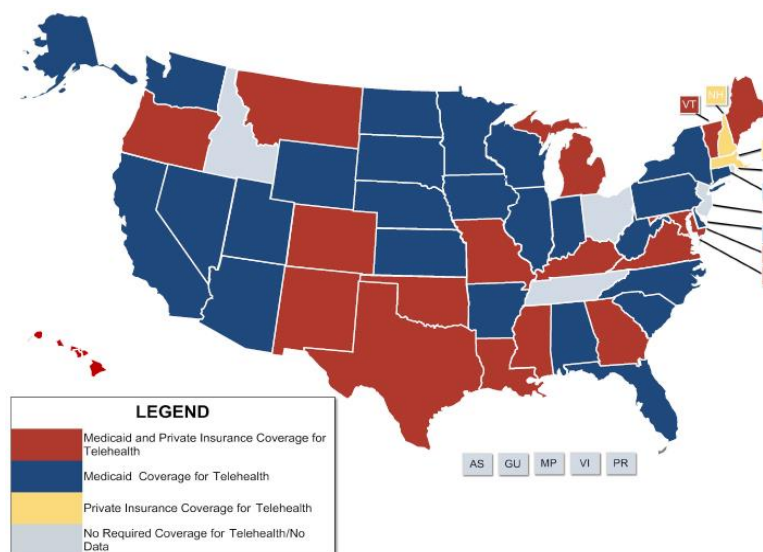 NH
VT
AS GU MP VI PR
LEGEND
Medicaid and Private Insurance Coverage for
Telehealth
Medicaid Coverage for Telehealth
Private Insurance Coverage for Telehealth
No Required Coverage for Telehealth/No
Data